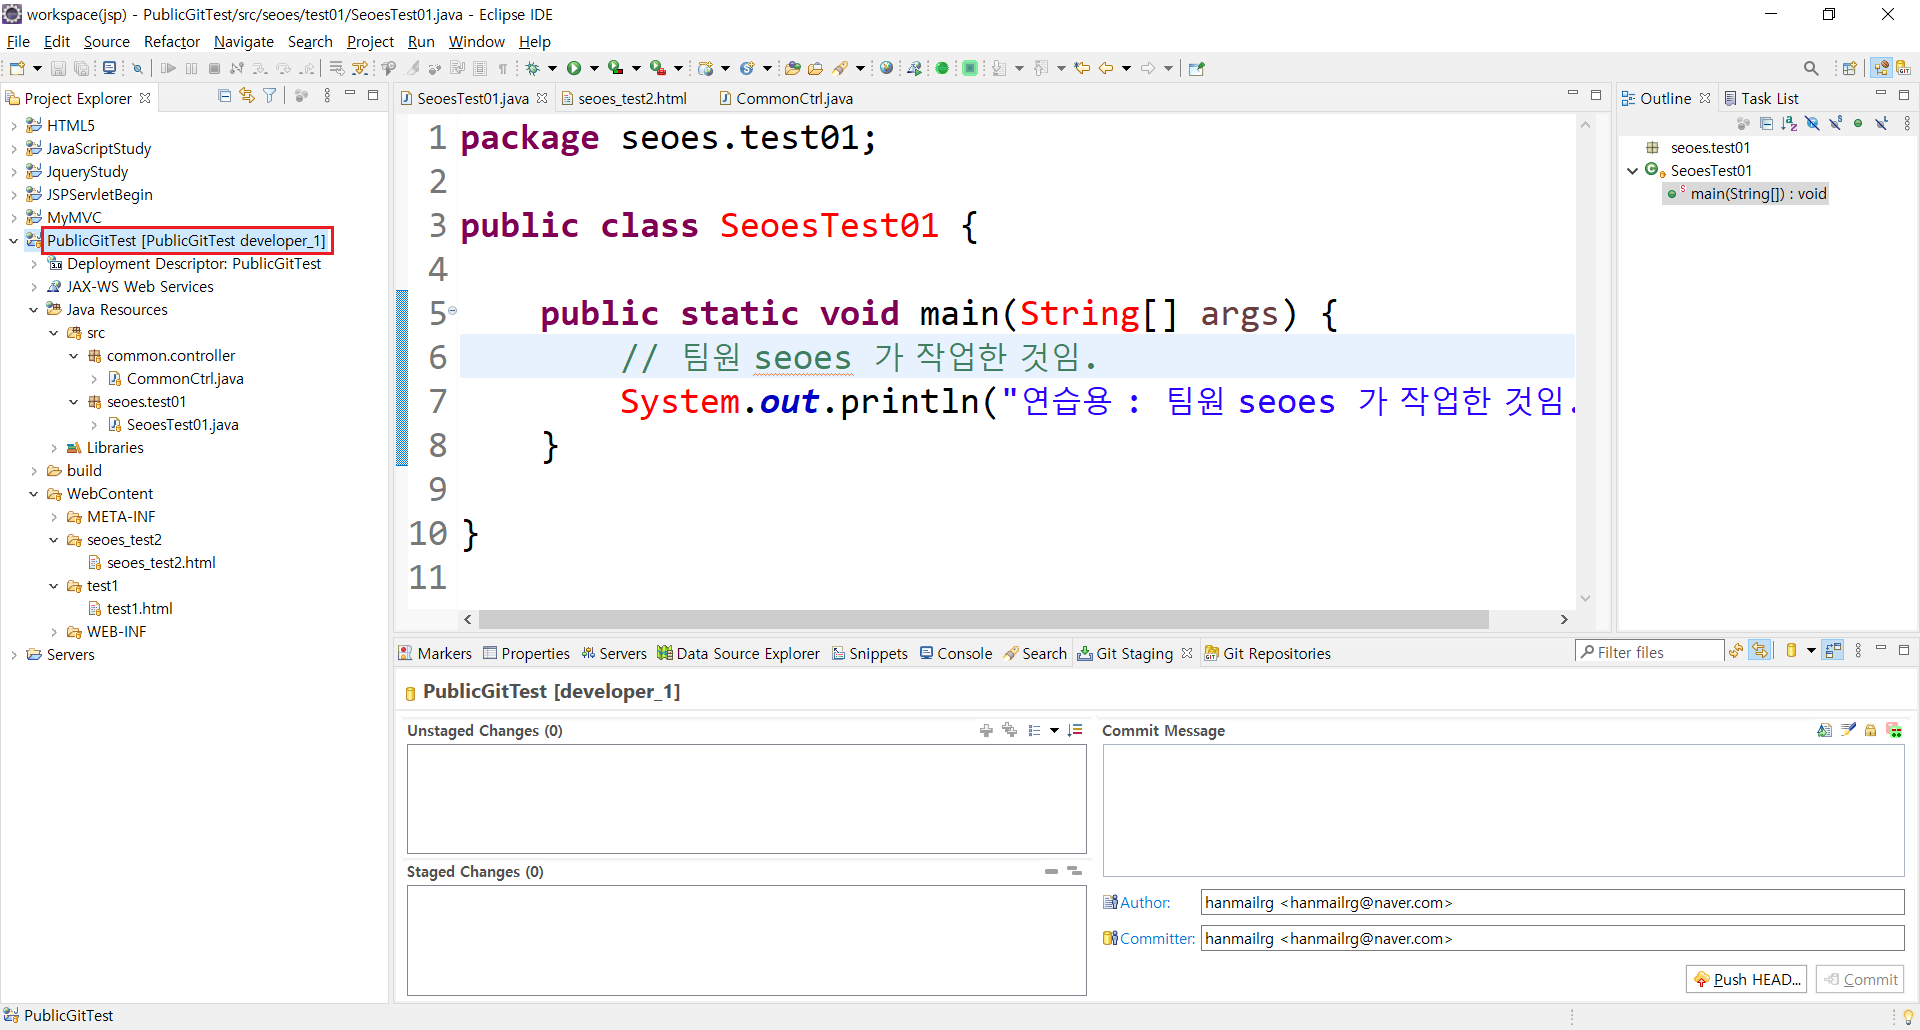 workspace(jsp) - PublicGitTest/src/seoes/test01/SeoesTest01.java - Eclipse IDE
File Edit Source Refactor Navigate Search Project Run Window Help
Project Explorer
HTML5
JavaScriptStudy
JqueryStudy
JSPServletBegin
MyMVC
PublicGitTest [PublicGitTest developer_1]
Deployment Descriptor: PublicGitTest
JAX-WS Web Services
Java Resources
src
common.controller
CommonCtrl.java
seoes.test01
SeoesTest01.java
Libraries
build
WebContent
META-INF
seoes_test2
seoes_test2.html
test1
test1.html
WEB-INF
Servers
SeoesTest01.java seoes_test2.html CommonCtrl.java
1 package seoes.test01;
2
3 public class SeoesTest01 {
4
5 public static void main(String[] args) {
6 // 팀원 seoes 가 작업한 것임.
7 System.out.println("연습용 : 팀원 seoes 가 작업한 것임.
8 }
9
10 }
11
Outline Task List
seoes.test01
SeoesTest01
main(String[]) : void
Markers Properties Servers Data Source Explorer Snippets Console Search Git Staging Git Repositories
Filter files
PublicGitTest [developer_1]
Unstaged Changes (0)
Staged Changes (0)
Commit Message
Author: hanmailrg <hanmailrg@naver.com>
Committer: hanmailrg <hanmailrg@naver.com>
Push HEAD... Commit
PublicGitTest